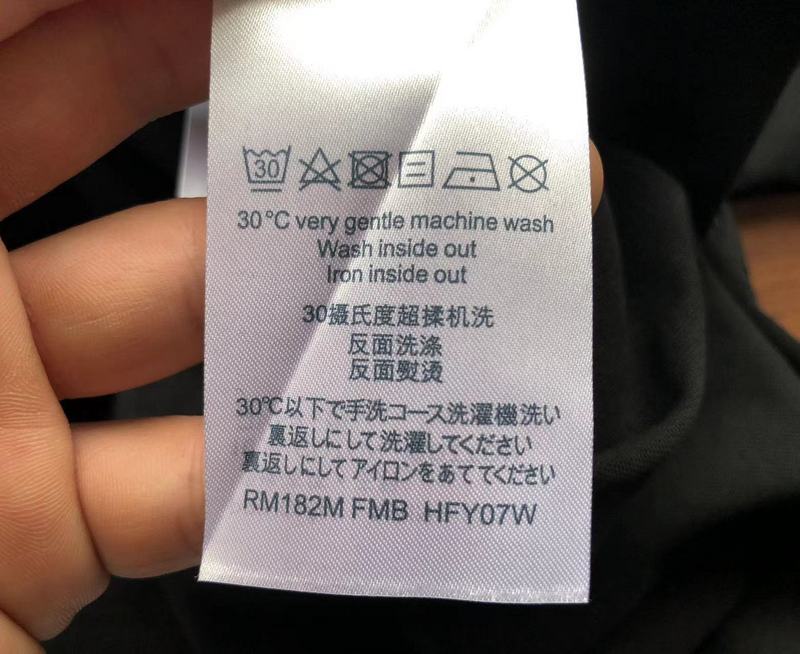 30
30°C very gentle machine wash
Wash inside out
Iron inside out
30摄氏度超揉机洗
反面洗涤
反面熨烫
30℃以下で手洗コース洗濯機洗い
裏返しにして洗濯してください
裏返しにしてアイロンをあててください
RM182M FMB HFY07W